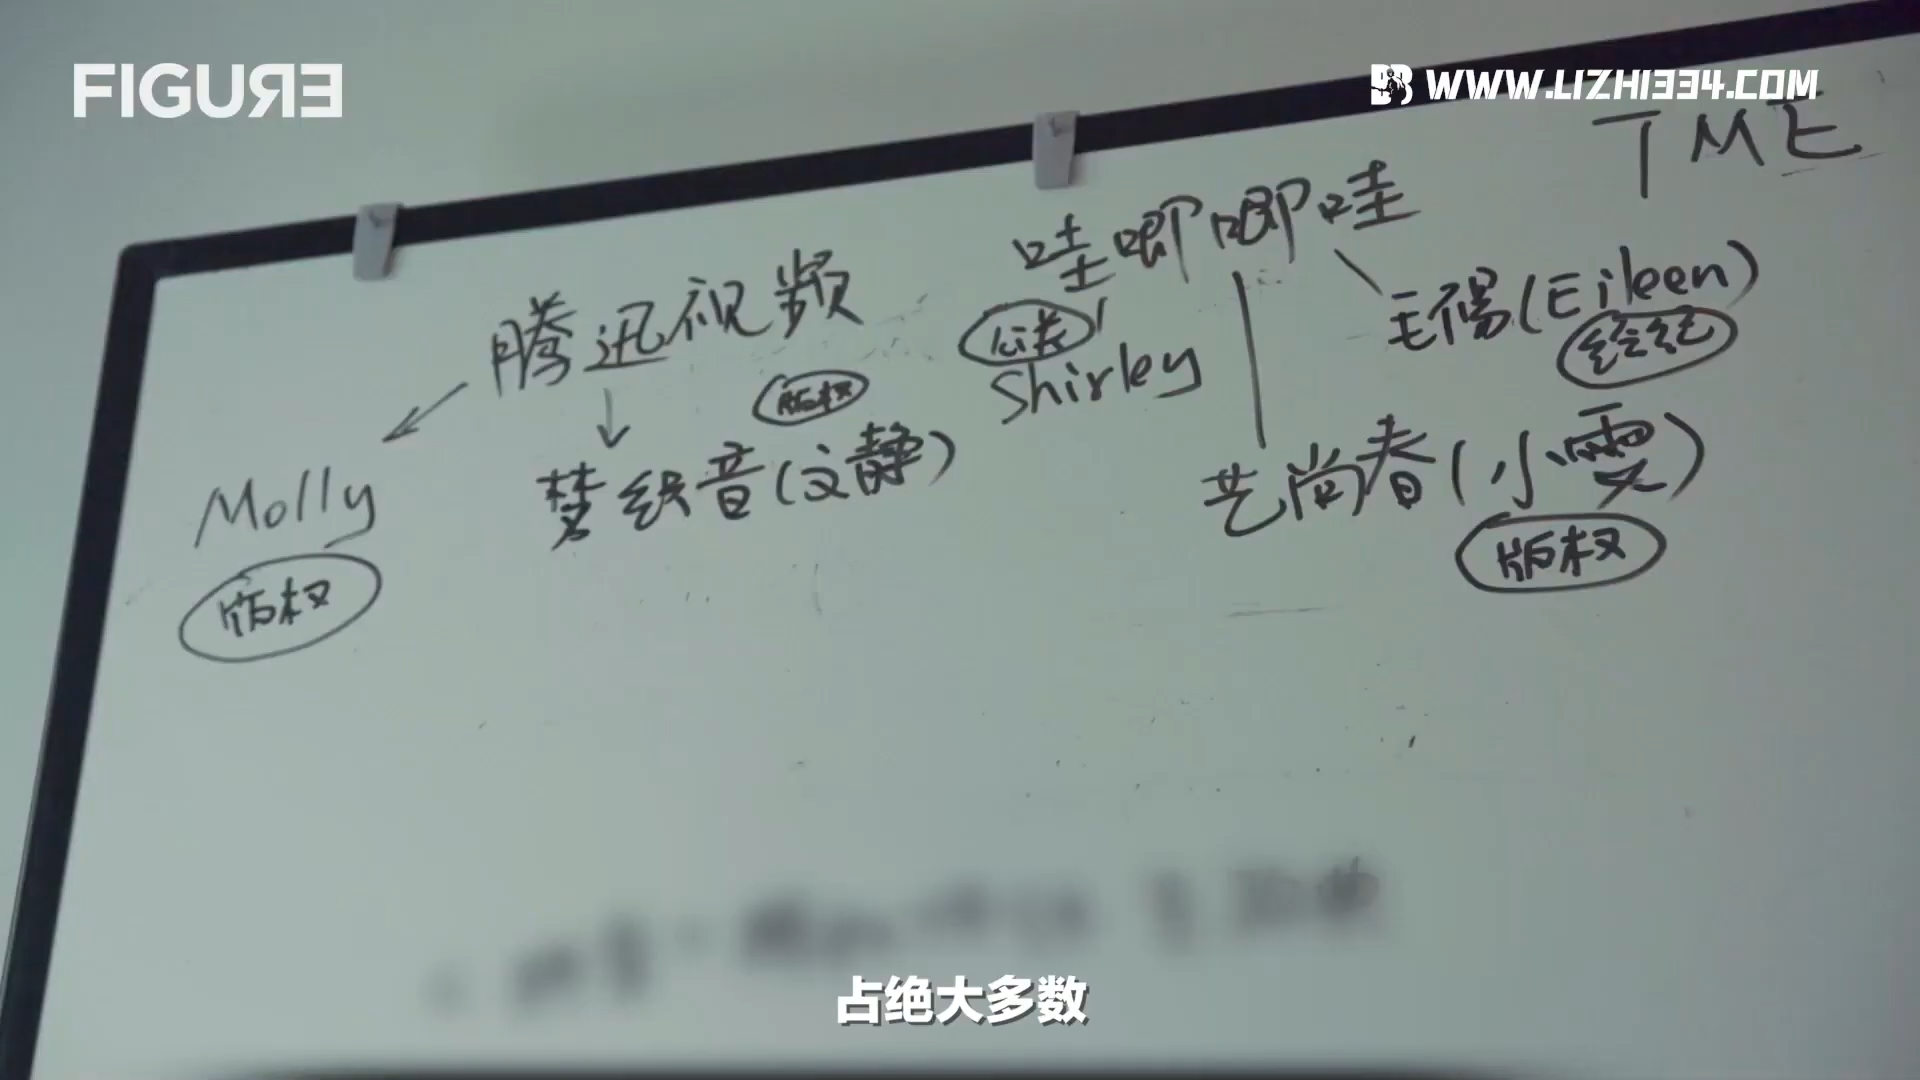 FIGURE
WWW.LIZHI334.COM
TME
哇唧唧哇
腾迅视频
公关
Shirley
毛惕(Eileen)
经纪
版权
Molly
版权
梦织音(文静)
艺尚春(小雯)
版权
占绝大多数